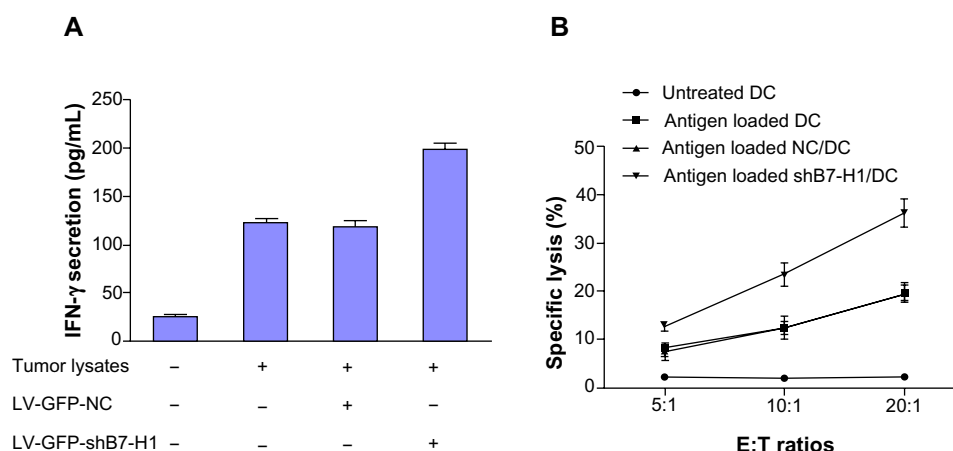 A
IFN-γ secretion (pg/mL)
250
200
150
100
50
0
Tumor lysates – + + +
LV-GFP-NC – – + –
LV-GFP-shB7-H1 – – – +
B
Untreated DC
Antigen loaded DC
Antigen loaded NC/DC
Antigen loaded shB7-H1/DC
Specific lysis (%)
50
40
30
20
10
0
5:1 10:1 20:1
E:T ratios